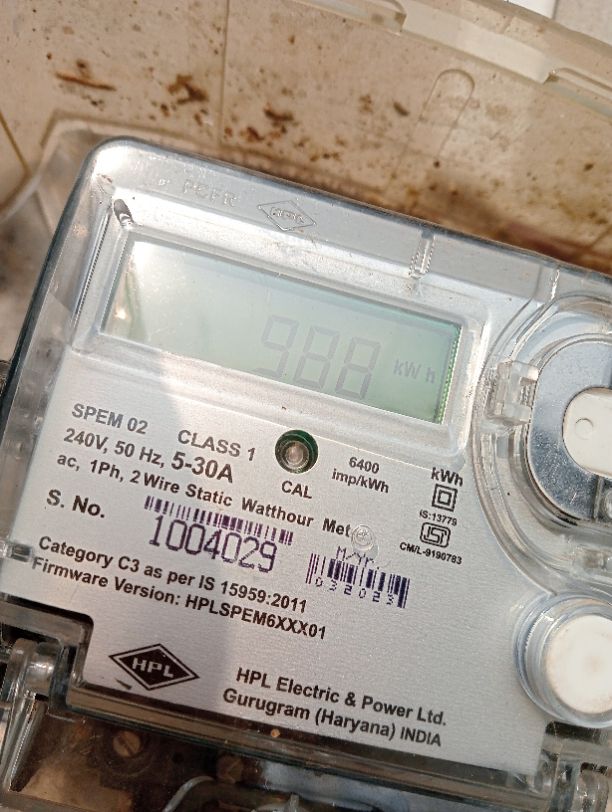 988 kWh
SPEM 02 CLASS 1
240V, 50 Hz, 5-30A
ac, 1Ph, 2 Wire Static Watthour Met
CAL
6400
imp/kWh
kWh
IS:13779
CM/L-9190783
S. No.
1004029
M/Yr.
032023
Category C3 as per IS 15959:2011
Firmware Version: HPLSPEM6XXX01
HPL
HPL Electric & Power Ltd.
Gurugram (Haryana) INDIA